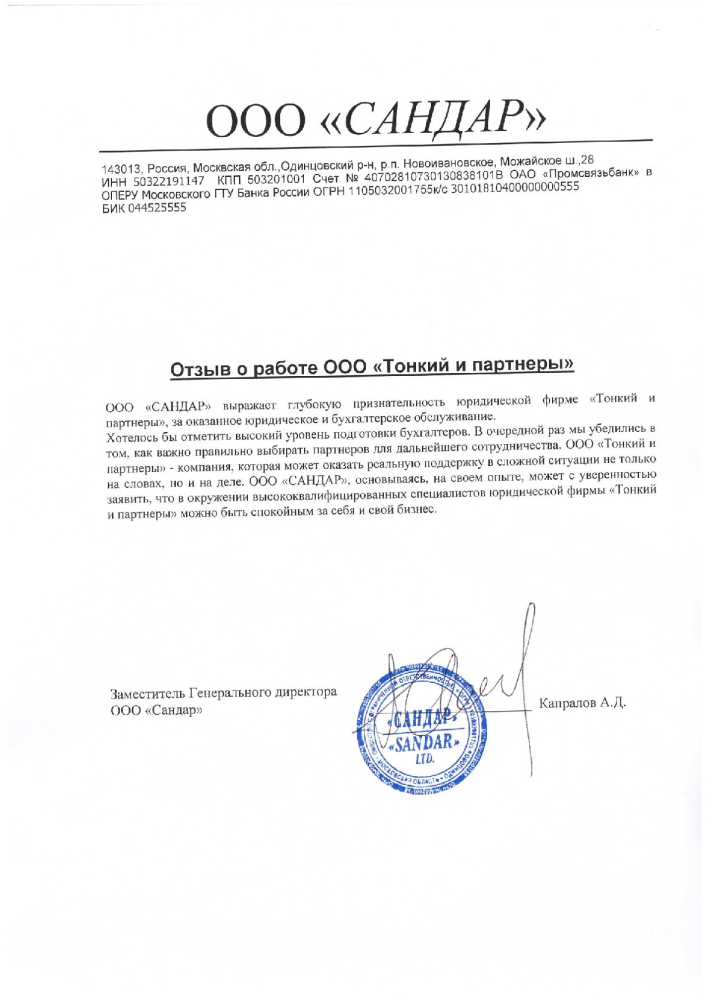 ООО «САНДАР»
143013, Россия, Москвская обл.,Одинцовский р-н, р.п. Новоивановское, Можайское ш.,28
ИНН 50322191147 КПП 503201001 Счет № 40702810730130838101В ОАО «Промсвязьбанк» в
ОПЕРУ Московского ГТУ Банка России ОГРН 1105032001755к/с 30101810400000000555
БИК 044525555
Отзыв о работе ООО «Тонкий и партнеры»
ООО «САНДАР» выражает глубокую признательность юридической фирме «Тонкий и
партнеры», за оказанное юридическое и бухгалтерское обслуживание.
Хотелось бы отметить высокий уровень подготовки бухгалтеров. В очередной раз мы убедились в
том, как важно правильно выбирать партнеров для дальнейшего сотрудничества. ООО «Тонкий и
партнеры» - компания, которая может оказать реальную поддержку в сложной ситуации не только
на словах, но и на деле. ООО «САНДАР», основываясь, на своем опыте, может с уверенностью
заявить, что в окружении высококвалифицированных специалистов юридической фирмы «Тонкий
и партнеры» можно быть спокойным за себя и свой бизнес.
Заместитель Генерального директора
ООО «Сандар»
Капралов А.Д.
«САНДАР»
«SANDAR»
LTD.